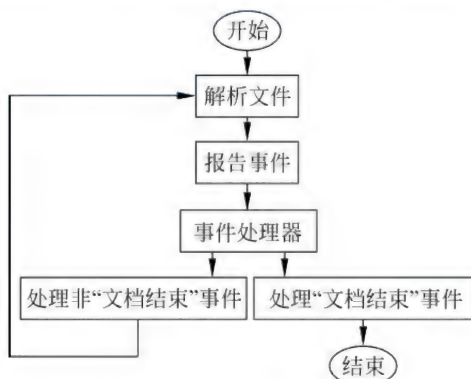 开始
解析文件
报告事件
事件处理器
处理非“文档结束”事件
处理“文档结束”事件
结束